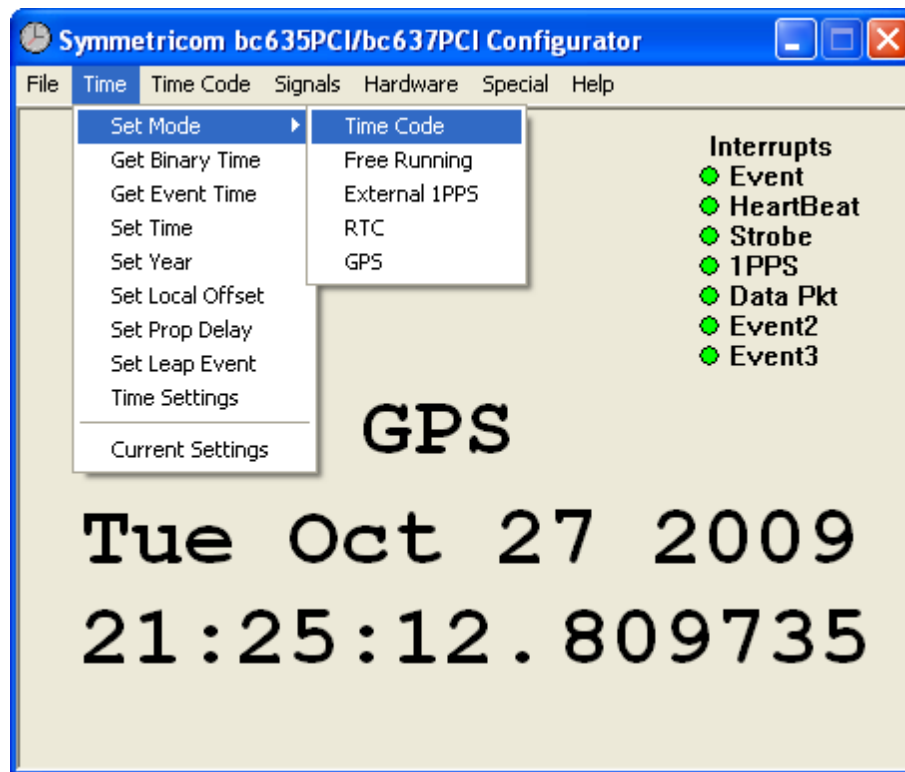 Symmetricom bc635PCI/bc637PCI Configurator
File Time Time Code Signals Hardware Special Help
Set Mode
Get Binary Time
Get Event Time
Set Time
Set Year
Set Local Offset
Set Prop Delay
Set Leap Event
Time Settings
Current Settings
Time Code
Free Running
External 1PPS
RTC
GPS
Interrupts
Event
HeartBeat
Strobe
1PPS
Data Pkt
Event2
Event3
GPS
Tue Oct 27 2009
21:25:12.809735